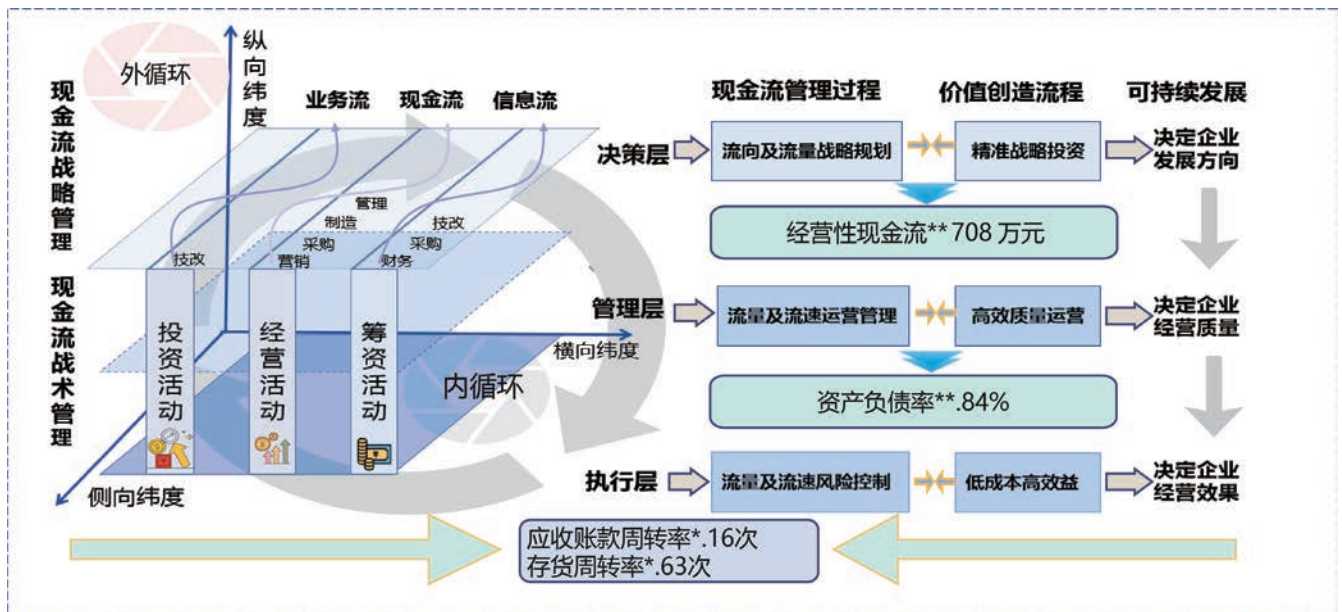 外循环
纵向纬度
现金流战略管理
现金流战术管理
业务流
现金流
信息流
管理
制造
技改
采购
采购
技改
营销
财务
投资活动
经营活动
筹资活动
横向纬度
内循环
侧向纬度
现金流管理过程
价值创造流程
可持续发展
决策层
流向及流量战略规划
精准战略投资
决定企业
发展方向
经营性现金流**708 万元
管理层
流量及流速运营管理
高效质量运营
决定企业
经营质量
资产负债率**.84%
执行层
流量及流速风险控制
低成本高效益
决定企业
经营效果
应收账款周转率*.16次
存货周转率*.63次